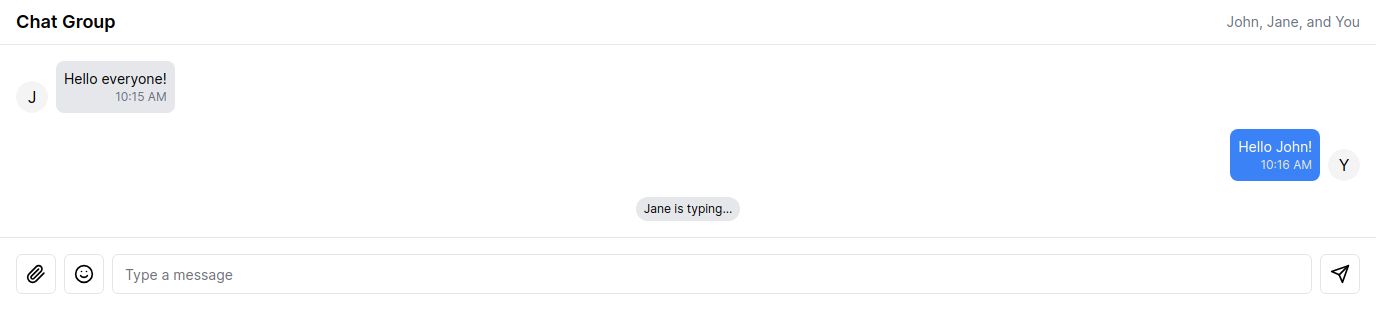 Chat Group
John, Jane, and You
Hello everyone!
J
10:15 AM
Hello John!
10:16 AM
Y
Jane is typing...
Type a message